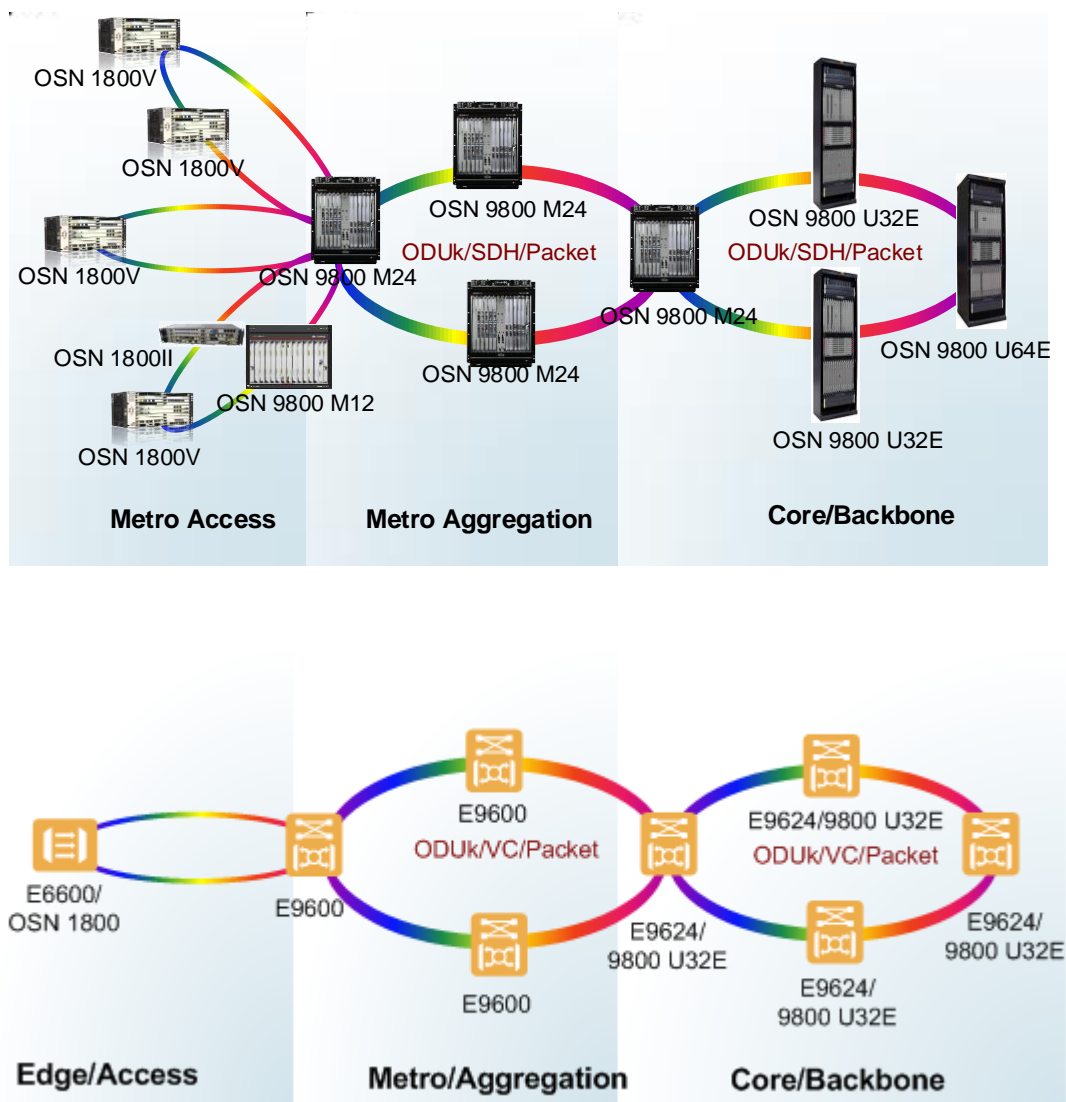 OSN 1800V
OSN 1800V
OSN 1800V
OSN 1800II
OSN 9800 M12
OSN 1800V
OSN 9800 M24
OSN 9800 M24
ODUk/SDH/Packet
OSN 9800 M24
OSN 9800 M24
OSN 9800 U32E
ODUk/SDH/Packet
OSN 9800 U64E
OSN 9800 U32E
Metro Access
Metro Aggregation
Core/Backbone
E6600/
OSN 1800
E9600
E9600
ODUk/VC/Packet
E9600
E9624/
9800 U32E
E9624/9800 U32E
ODUk/VC/Packet
E9624/
9800 U32E
E9624/
9800 U32E
Edge/Access
Metro/Aggregation
Core/Backbone